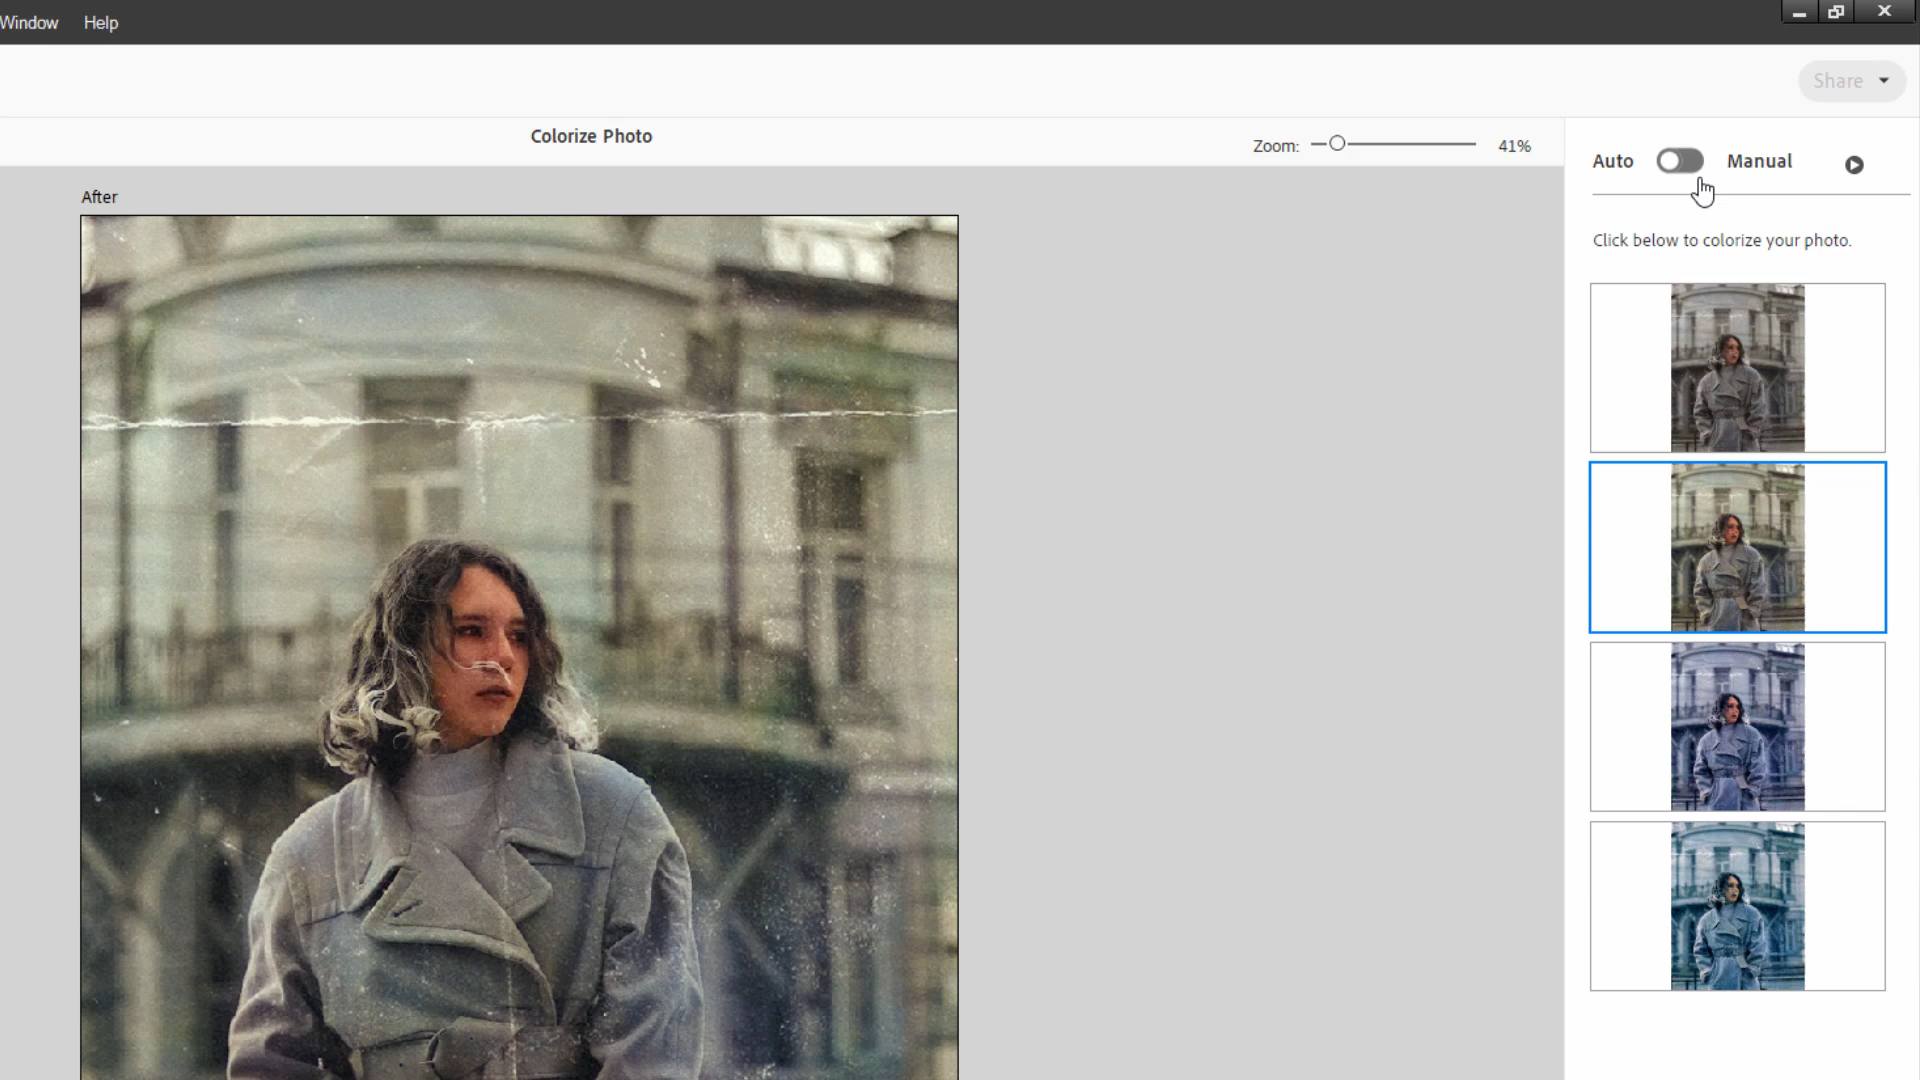 Window Help
Share
Colorize Photo
Zoom: 41%
Auto Manual
After
Click below to colorize your photo.